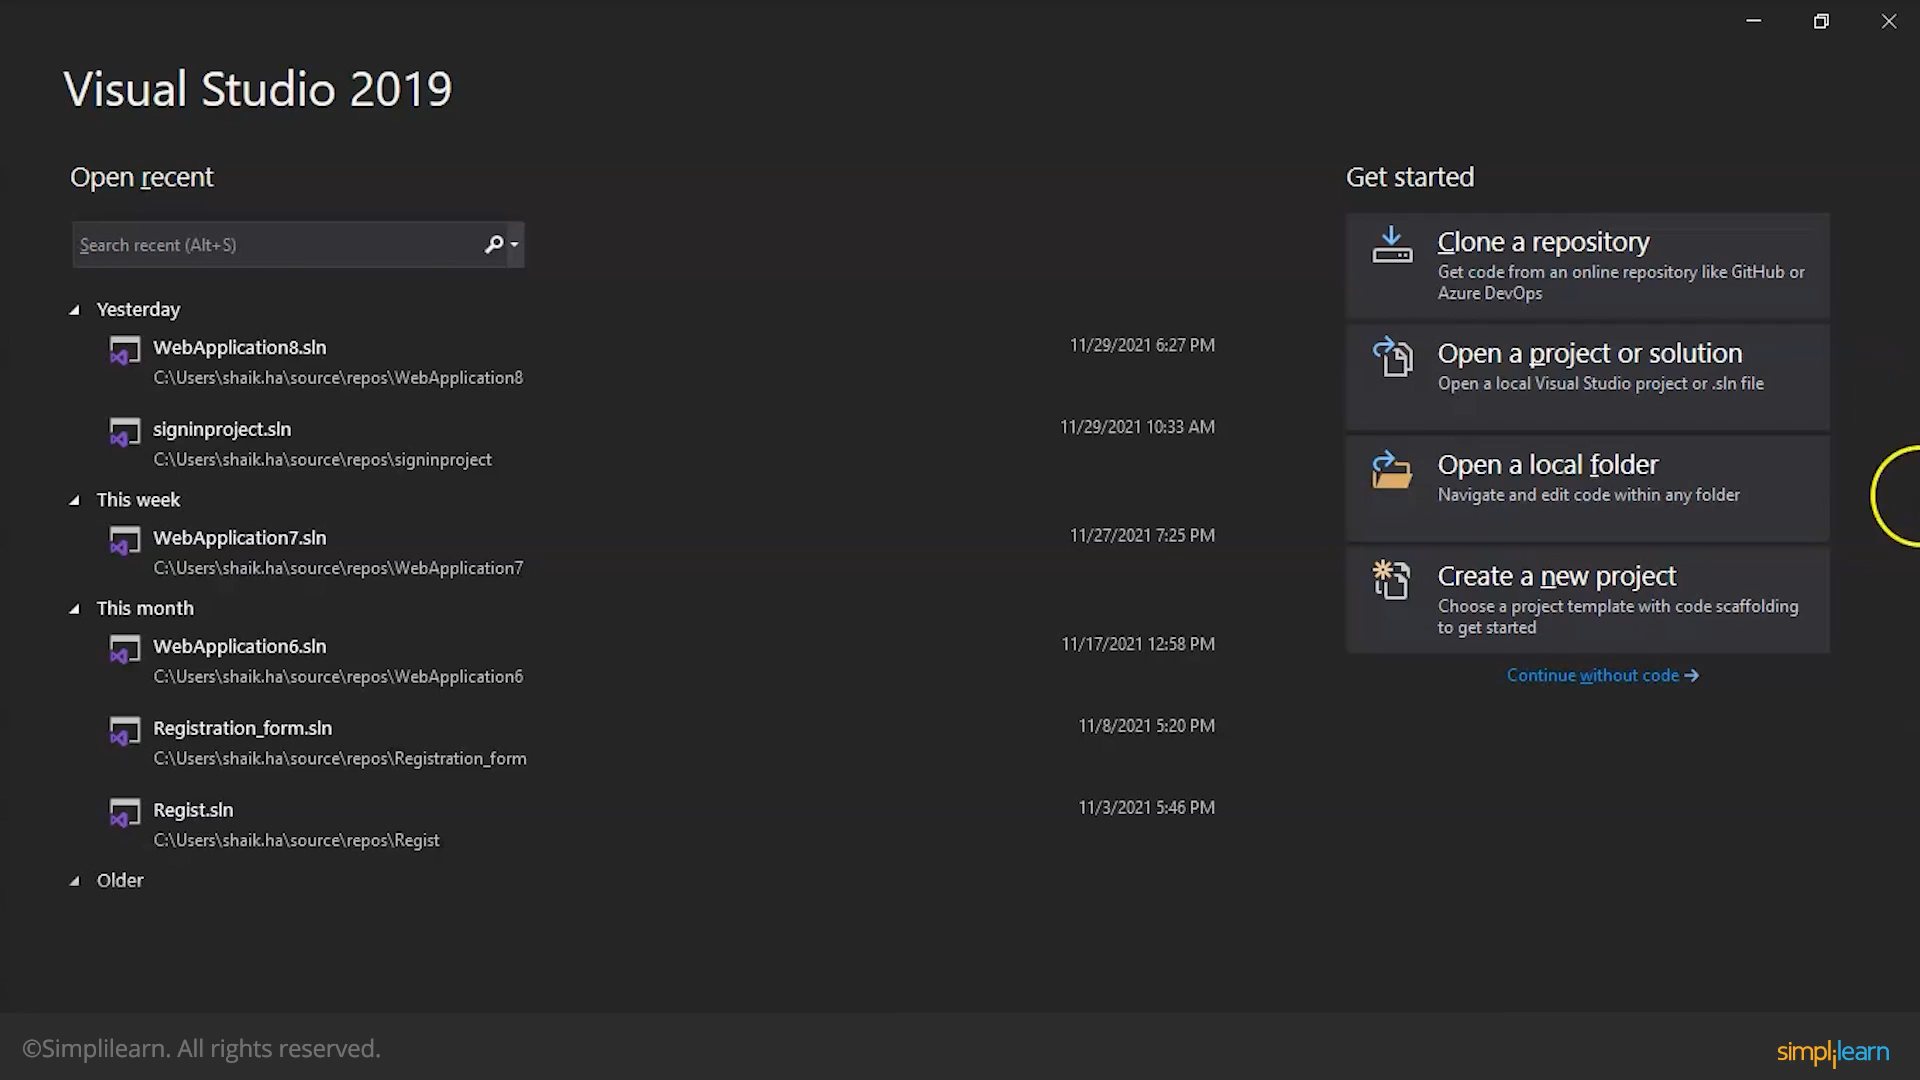 Visual Studio 2019
Open recent
Search recent (Alt+S)
Yesterday
WebApplication8.sln
11/29/2021 6:27 PM
C:\Users\shaik.ha\source\repos\WebApplication8
signinproject.sln
11/29/2021 10:33 AM
C:\Users\shaik.ha\source\repos\signinproject
This week
WebApplication7.sln
11/27/2021 7:25 PM
C:\Users\shaik.ha\source\repos\WebApplication7
This month
WebApplication6.sln
11/17/2021 12:58 PM
C:\Users\shaik.ha\source\repos\WebApplication6
Registration_form.sln
11/8/2021 5:20 PM
C:\Users\shaik.ha\source\repos\Registration_form
Regist.sln
11/3/2021 5:46 PM
C:\Users\shaik.ha\source\repos\Regist
Older
Get started
Clone a repository
Get code from an online repository like GitHub or
Azure DevOps
Open a project or solution
Open a local Visual Studio project or .sln file
Open a local folder
Navigate and edit code within any folder
Create a new project
Choose a project template with code scaffolding
to get started
Continue without code →
©Simplilearn. All rights reserved.
simplilearn